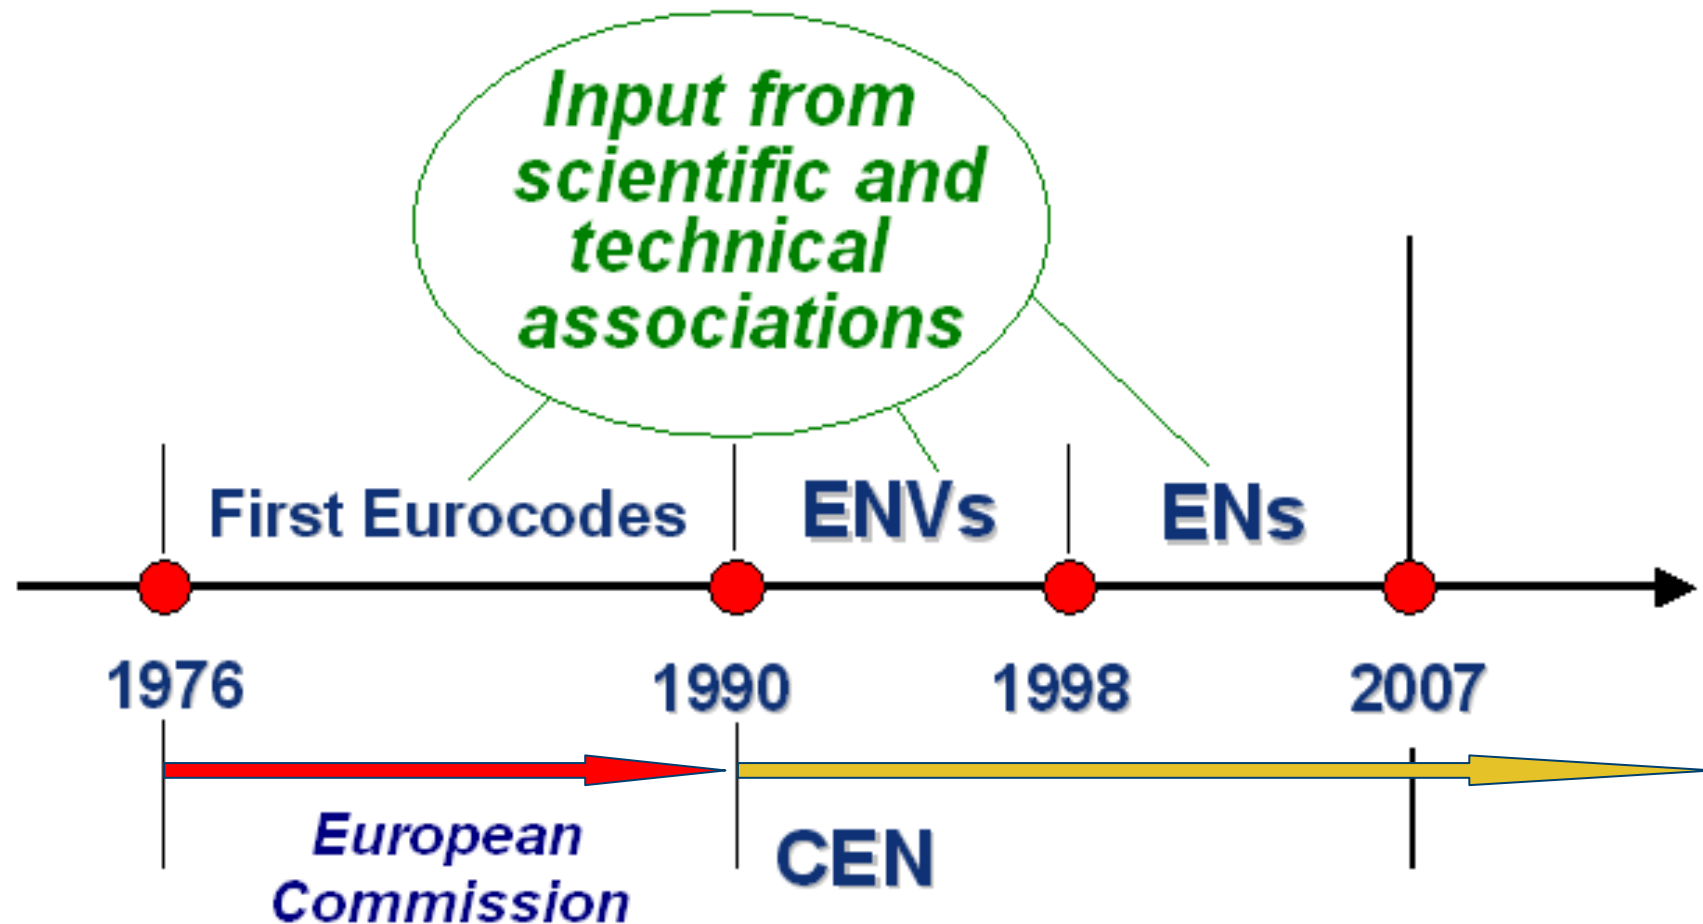 Input from
scientific and
technical
associations
First Eurocodes
ENVs
ENs
1976
1990
1998
2007
European
Commission
CEN